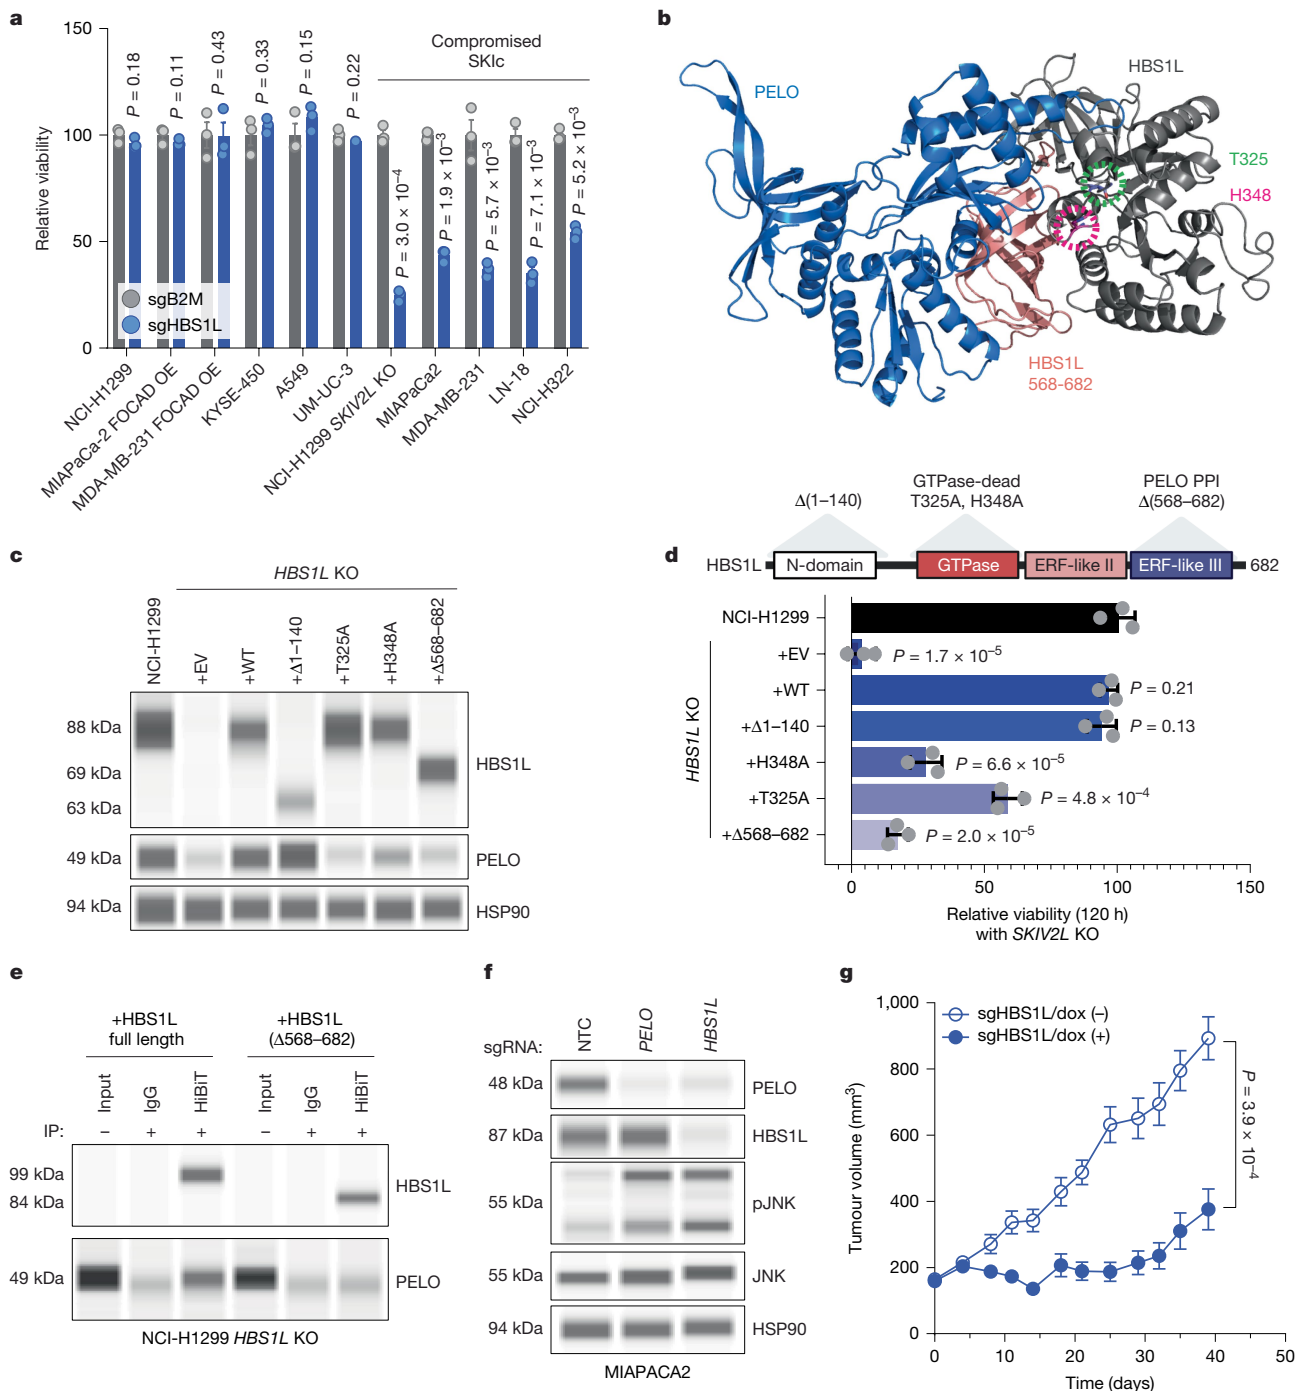 a
150
100
50
0
Relative viability
P = 0.18
P = 0.11
P = 0.43
P = 0.33
P = 0.15
P = 0.22
P = 3.0 × 10⁻⁴
P = 1.9 × 10⁻³
P = 5.7 × 10⁻³
P = 7.1 × 10⁻³
P = 5.2 × 10⁻³
Compromised
SKIc
sgB2M
sgHBS1L
NCI-H1299
MIAPaCa-2 FOCAD OE
MDA-MB-231 FOCAD OE
KYSE-450
A549
UM-UC-3
NCI-H1299 SKIV2L KO
MIAPaCa2
MDA-MB-231
LN-18
NCI-H322
b
PELO
HBS1L
T325
H348
HBS1L
568-682
c
HBS1L KO
NCI-H1299
+EV
+WT
+Δ1–140
+T325A
+H348A
+Δ568–682
88 kDa
69 kDa
63 kDa
HBS1L
49 kDa
PELO
94 kDa
HSP90
d
Δ(1–140)
GTPase-dead
T325A, H348A
PELO PPI
Δ(568–682)
HBS1L
N-domain
GTPase
ERF-like II
ERF-like III
682
NCI-H1299
HBS1L KO
+EV
P = 1.7 × 10⁻⁵
+WT
P = 0.21
+Δ1–140
P = 0.13
+H348A
P = 6.6 × 10⁻⁵
+T325A
P = 4.8 × 10⁻⁴
+Δ568–682
P = 2.0 × 10⁻⁵
0
50
100
150
Relative viability (120 h)
with SKIV2L KO
e
+HBS1L
full length
+HBS1L
(Δ568–682)
Input
IgG
HiBiT
Input
IgG
HiBiT
IP:
–
+
+
–
+
+
99 kDa
84 kDa
HBS1L
49 kDa
PELO
NCI-H1299 HBS1L KO
f
sgRNA:
NTC
PELO
HBS1L
48 kDa
PELO
87 kDa
HBS1L
55 kDa
pJNK
55 kDa
JNK
94 kDa
HSP90
MIAPACA2
g
sgHBS1L/dox (–)
sgHBS1L/dox (+)
1,000
800
600
400
200
0
Tumour volume (mm³)
P = 3.9 × 10⁻⁴
0
10
20
30
40
50
Time (days)